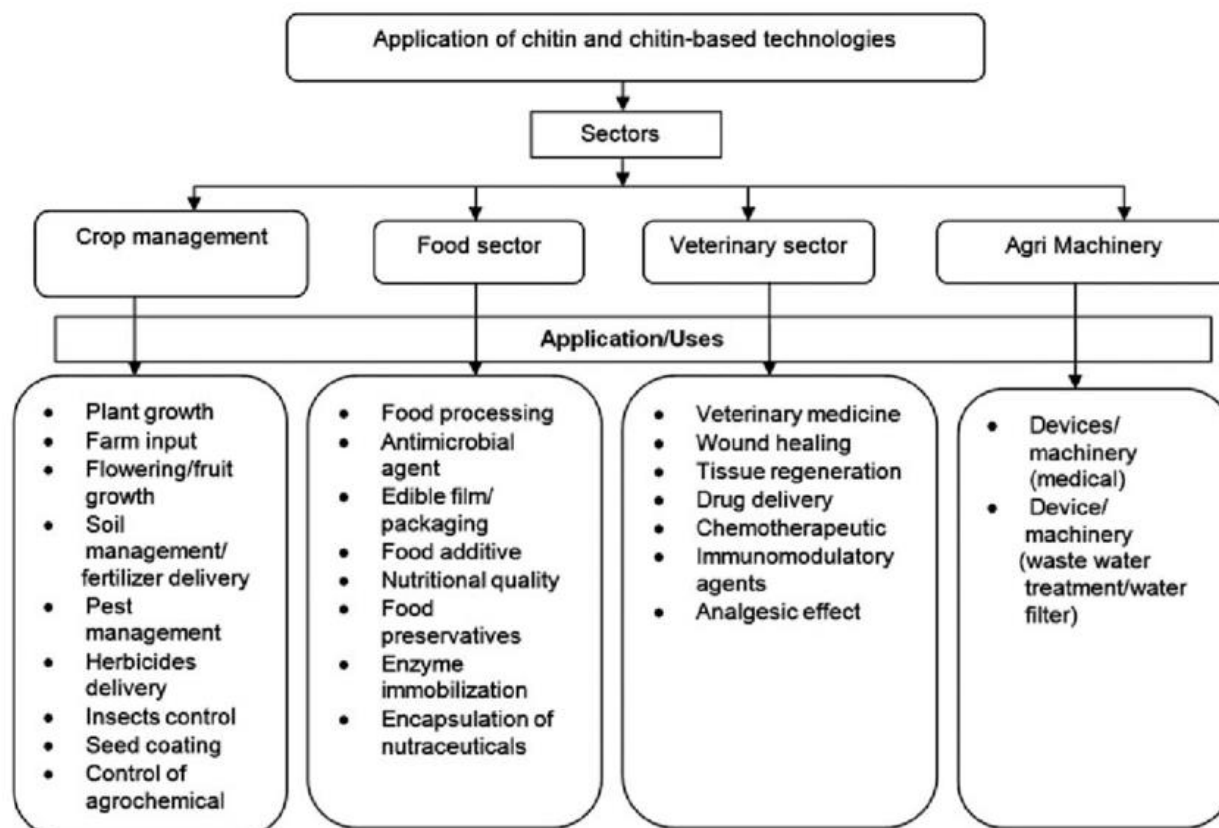 Application of chitin and chitin-based technologies
Sectors
Crop management
Food sector
Veterinary sector
Agri Machinery
Application/Uses
• Plant growth
• Farm input
• Flowering/fruit
growth
• Soil
management/
fertilizer delivery
• Pest
management
• Herbicides
delivery
• Insects control
• Seed coating
• Control of
agrochemical
• Food processing
• Antimicrobial
agent
• Edible film/
packaging
• Food additive
• Nutritional quality
• Food
preservatives
• Enzyme
immobilization
• Encapsulation of
nutraceuticals
• Veterinary medicine
• Wound healing
• Tissue regeneration
• Drug delivery
• Chemotherapeutic
• Immunomodulatory
agents
• Analgesic effect
• Devices/
machinery
(medical)
• Device/
machinery
(waste water
treatment/water
filter)